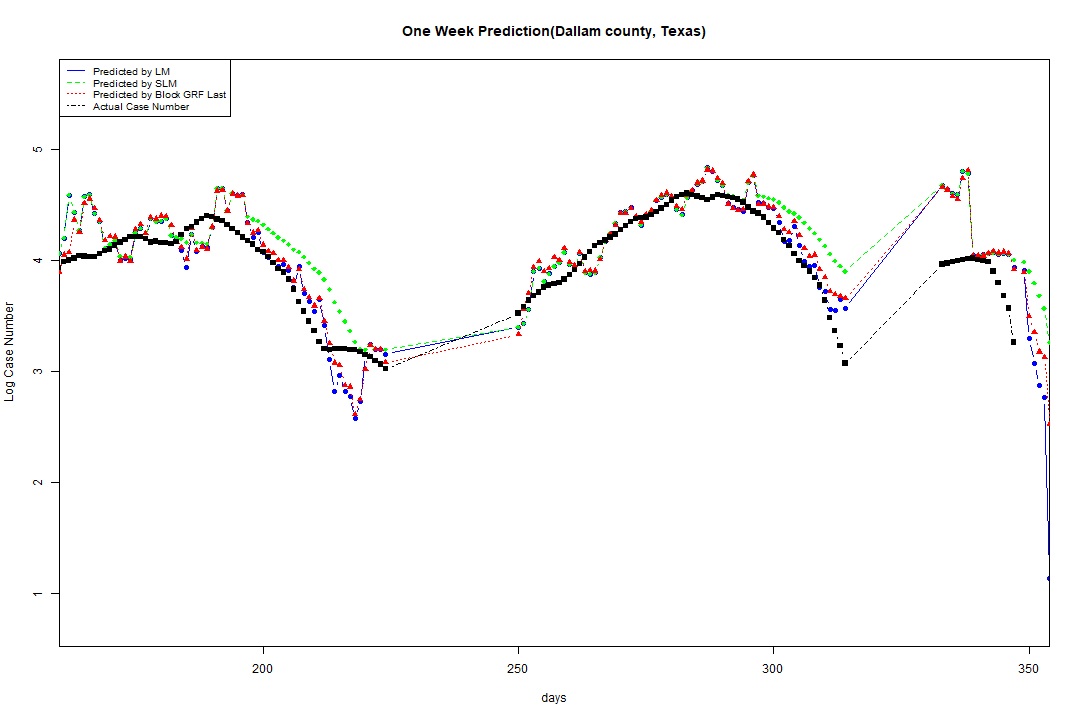 One Week Prediction(Dallam county, Texas)
Predicted by LM
Predicted by SLM
Predicted by Block GRF Last
Actual Case Number
5
4
3
2
1
Log Case Number
200 250 300 350
days